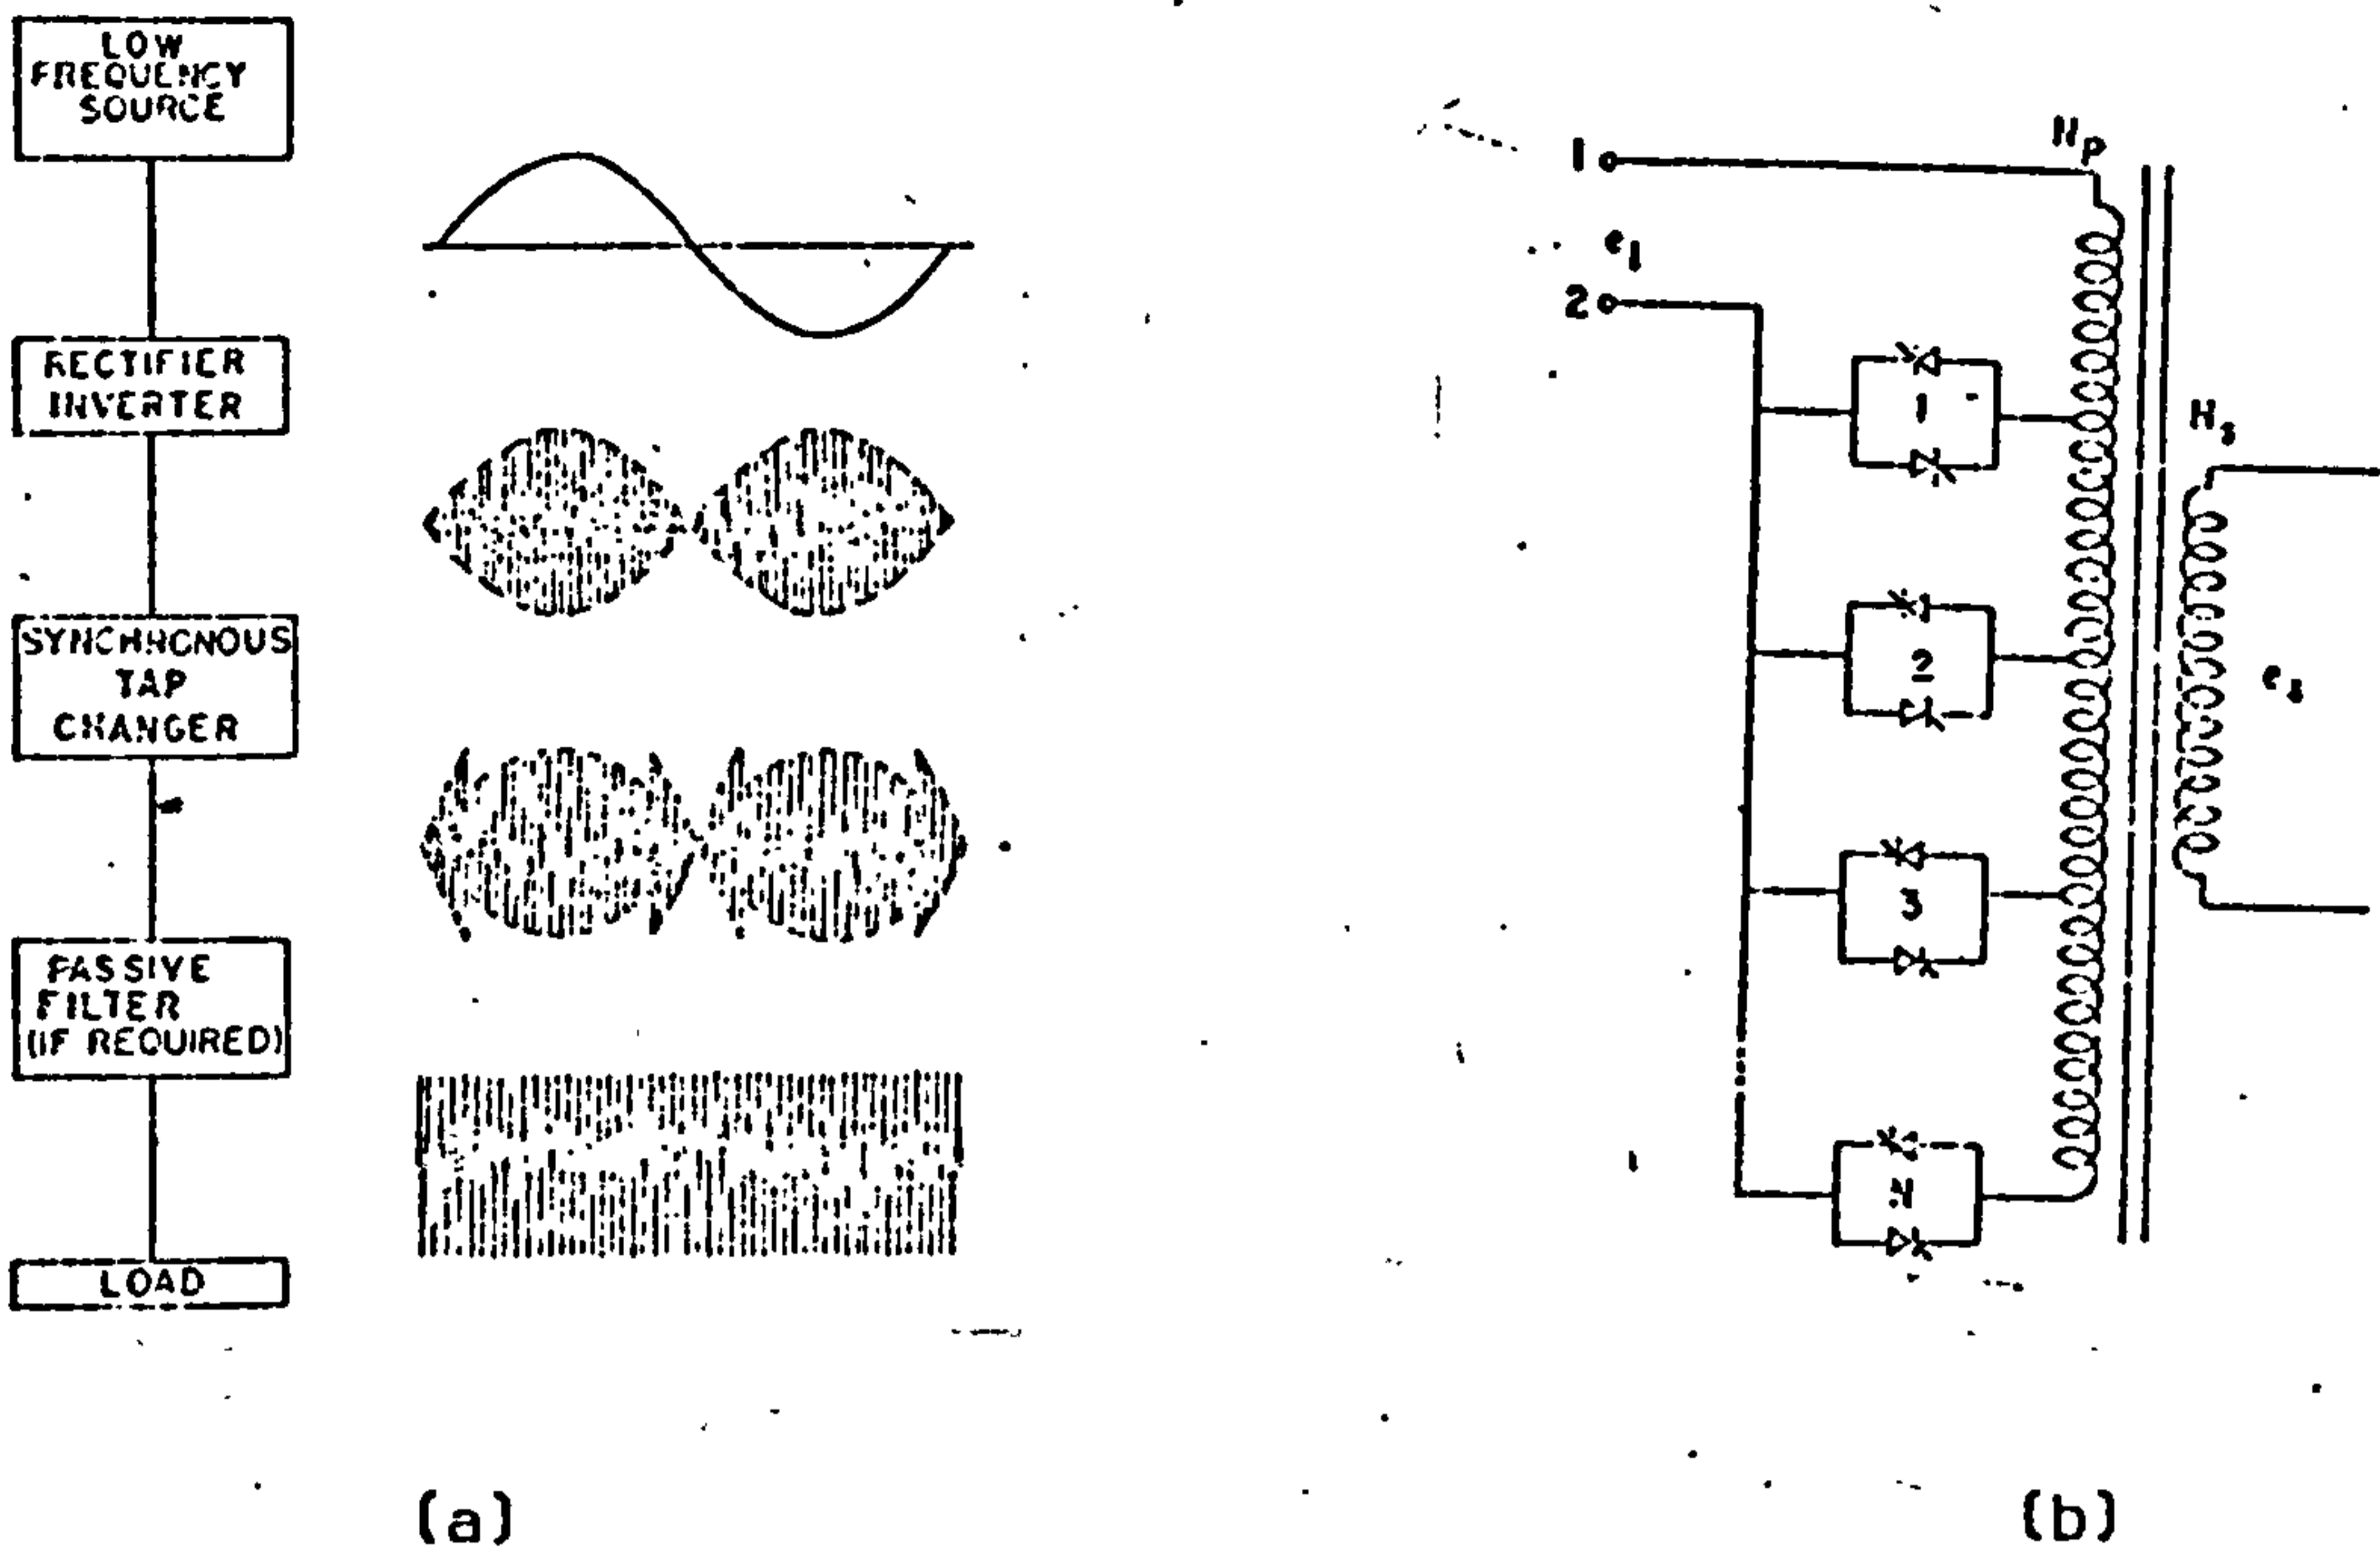 LOW
FREQUENCY
SOURCE
RECTIFIER
INVERTER
SYNCHRONOUS
TAP
CHANGER
PASSIVE
FILTER
(IF REQUIRED)
LOAD
(a)
1
e1
2
Np
1
2
3
N
Ns
es
(b)